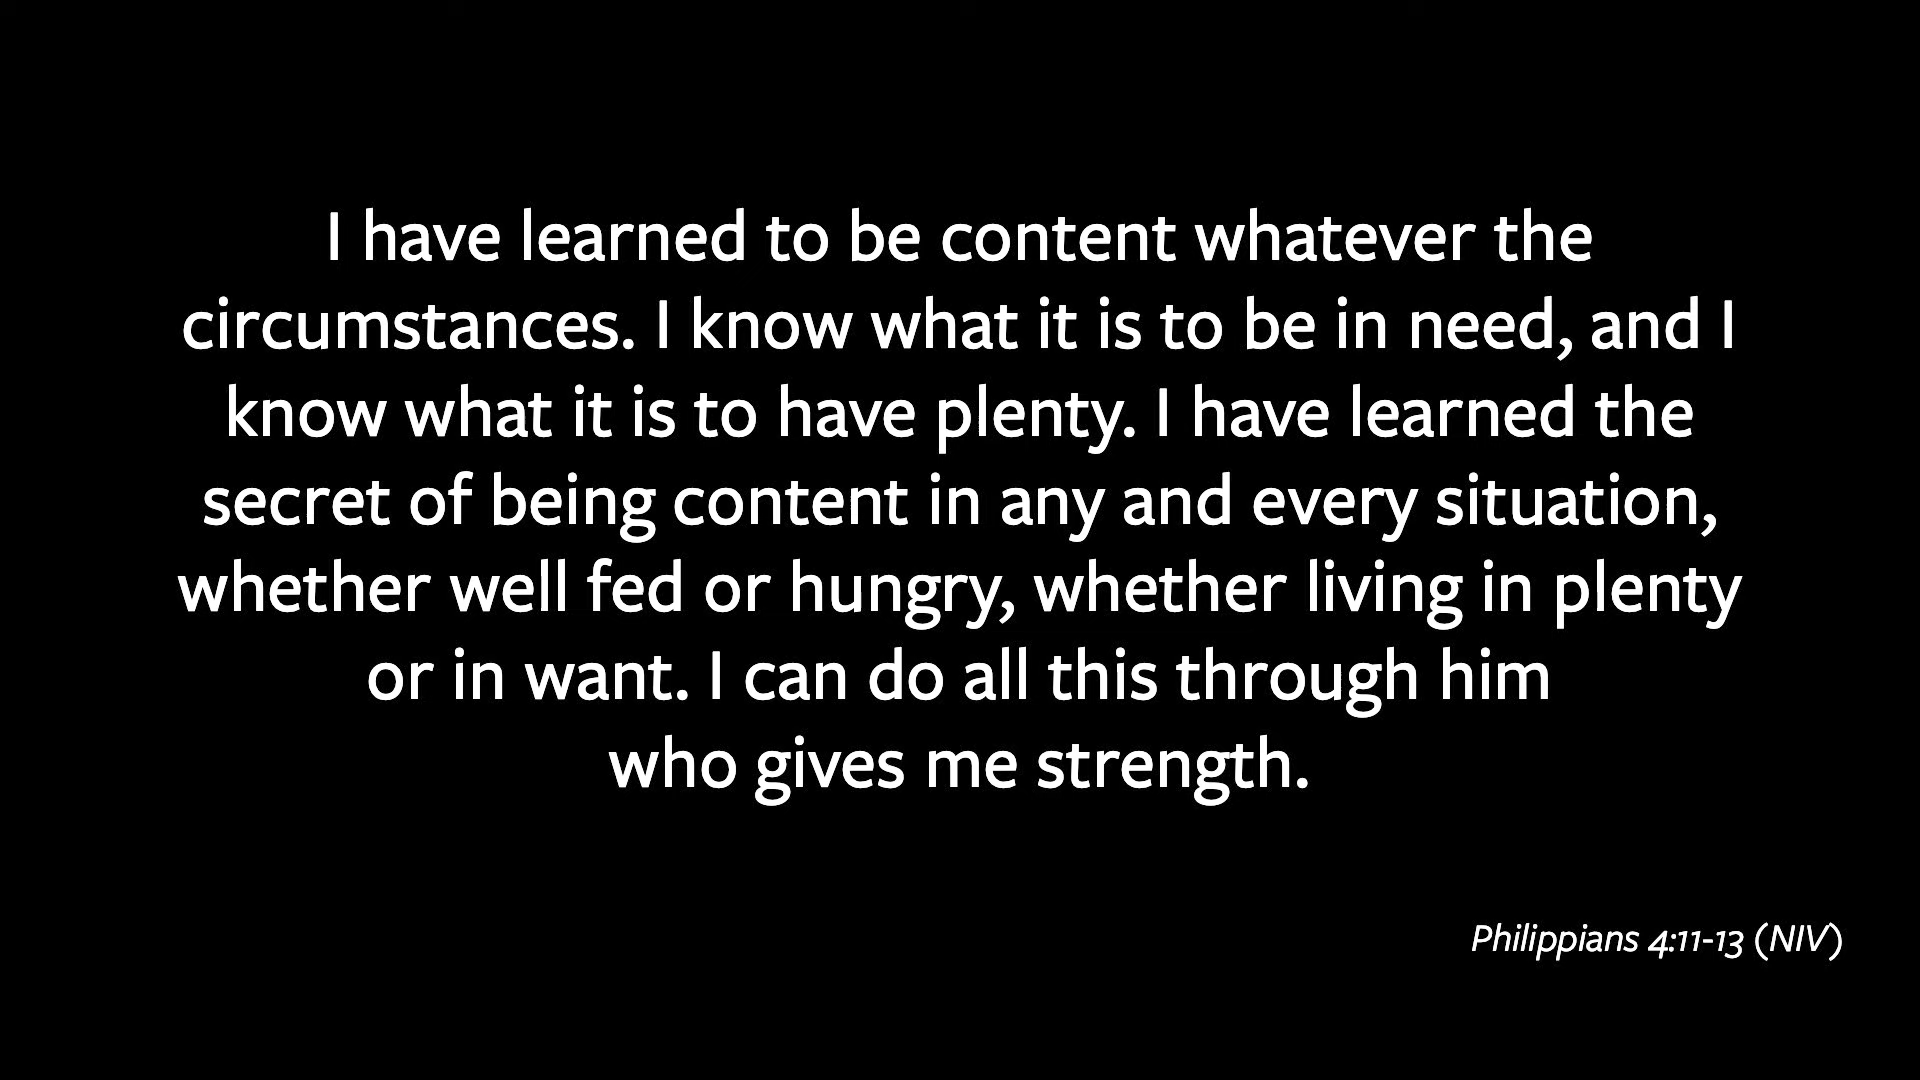 I have learned to be content whatever the
circumstances. I know what it is to be in need, and I
know what it is to have plenty. I have learned the
secret of being content in any and every situation,
whether well fed or hungry, whether living in plenty
or in want. I can do all this through him
who gives me strength.
Philippians 4:11-13 (NIV)